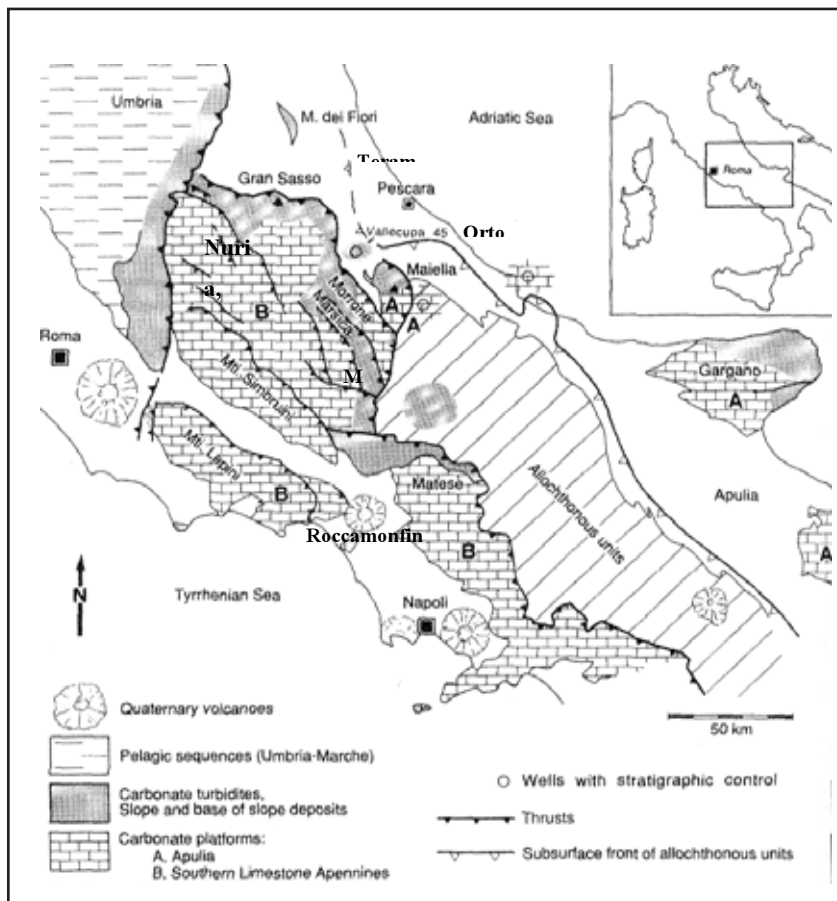 Umbria
M. dei Fiori
Adriatic Sea
Teram
Gran Sasso
Pescara
Roma
Vallecupa 45
Orto
Nuri
Maiella
a,
Morrone
Marsica
A
B
A
Roma
M
Gargano
A
Mti. Simbruini
Mti. Lepini
Allochthonous units
Matese
Apulia
B
Roccamonfin
B
A
N
Tyrrhenian Sea
Napoli
Quaternary volcanoes
50 km
Pelagic sequences (Umbria-Marche)
Carbonate turbidites,
Slope and base of slope deposits
Wells with stratigraphic control
Thrusts
Carbonate platforms:
A. Apulia
B. Southern Limestone Apennines
Subsurface front of allochthonous units